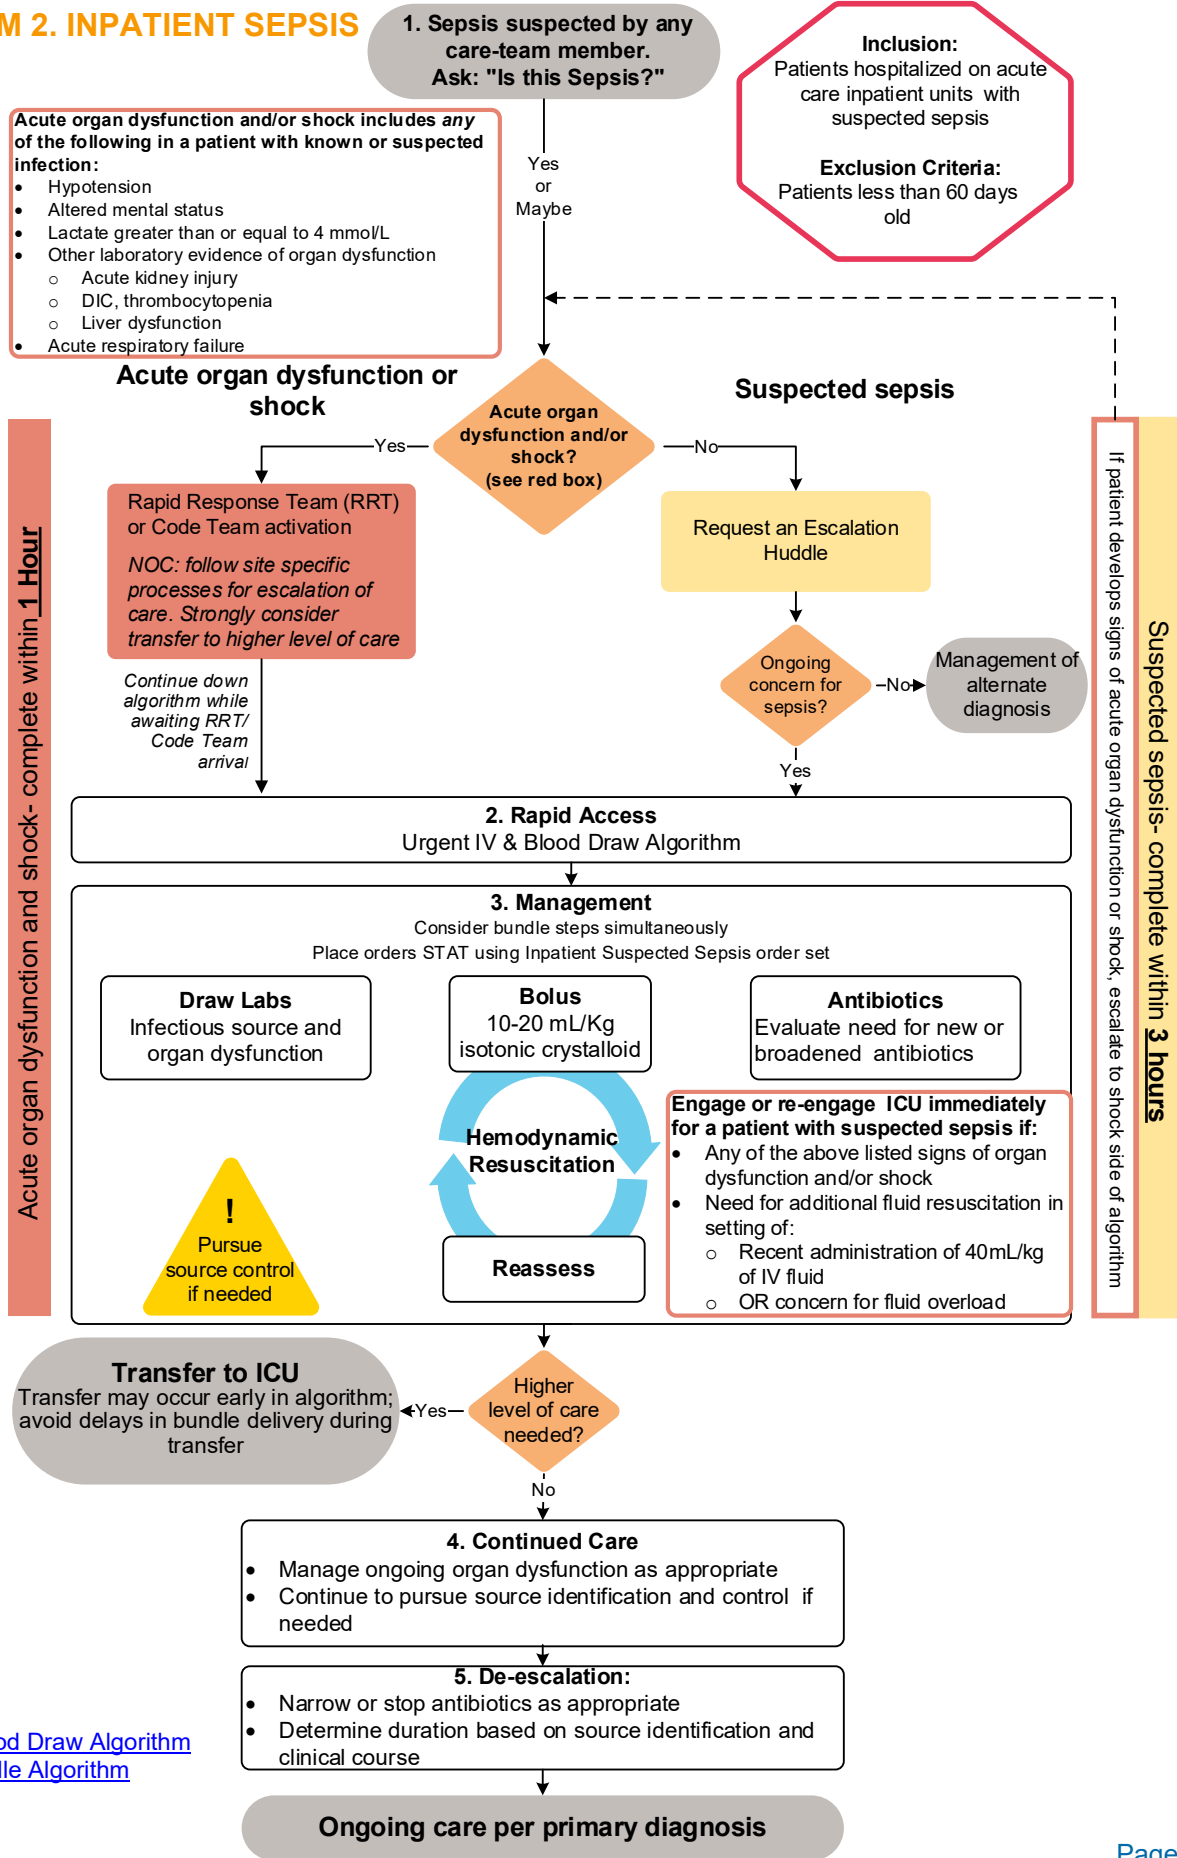 M 2. INPATIENT SEPSIS
1. Sepsis suspected by any
care-team member.
Ask: "Is this Sepsis?"
Inclusion:
Patients hospitalized on acute
care inpatient units with
suspected sepsis
Exclusion Criteria:
Patients less than 60 days
old
Acute organ dysfunction and/or shock includes any
of the following in a patient with known or suspected
infection:
• Hypotension
• Altered mental status
• Lactate greater than or equal to 4 mmol/L
• Other laboratory evidence of organ dysfunction
o Acute kidney injury
o DIC, thrombocytopenia
o Liver dysfunction
• Acute respiratory failure
Yes
or
Maybe
Acute organ dysfunction or
shock
Suspected sepsis
Acute organ
dysfunction and/or
shock?
(see red box)
Yes
No
Rapid Response Team (RRT)
or Code Team activation
NOC: follow site specific
processes for escalation of
care. Strongly consider
transfer to higher level of care
Request an Escalation
Huddle
Continue down
algorithm while
awaiting RRT/
Code Team
arrival
Ongoing
concern for
sepsis?
No
Management of
alternate
diagnosis
Yes
Acute organ dysfunction and shock- complete within 1 Hour
If patient develops signs of acute organ dysfunction or shock, escalate to shock side of algorithm
Suspected sepsis- complete within 3 hours
2. Rapid Access
Urgent IV & Blood Draw Algorithm
3. Management
Consider bundle steps simultaneously
Place orders STAT using Inpatient Suspected Sepsis order set
Draw Labs
Infectious source and
organ dysfunction
Bolus
10-20 mL/Kg
isotonic crystalloid
Antibiotics
Evaluate need for new or
broadened antibiotics
Hemodynamic
Resuscitation
Reassess
!
Pursue
source control
if needed
Engage or re-engage ICU immediately
for a patient with suspected sepsis if:
• Any of the above listed signs of organ
dysfunction and/or shock
• Need for additional fluid resuscitation in
setting of:
o Recent administration of 40mL/kg
of IV fluid
o OR concern for fluid overload
Higher
level of care
needed?
Yes
Transfer to ICU
Transfer may occur early in algorithm;
avoid delays in bundle delivery during
transfer
No
4. Continued Care
• Manage ongoing organ dysfunction as appropriate
• Continue to pursue source identification and control if
needed
5. De-escalation:
• Narrow or stop antibiotics as appropriate
• Determine duration based on source identification and
clinical course
od Draw Algorithm
lle Algorithm
Ongoing care per primary diagnosis
Page